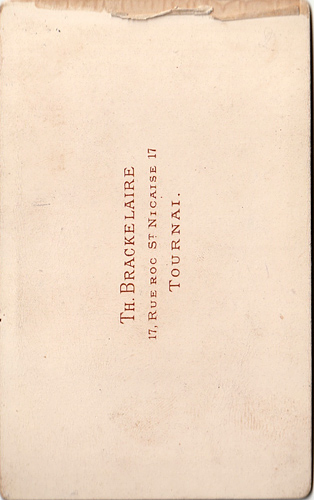 TH. BRACKELAIRE
17, RUE ROC ST NICAISE 17
TOURNAI.